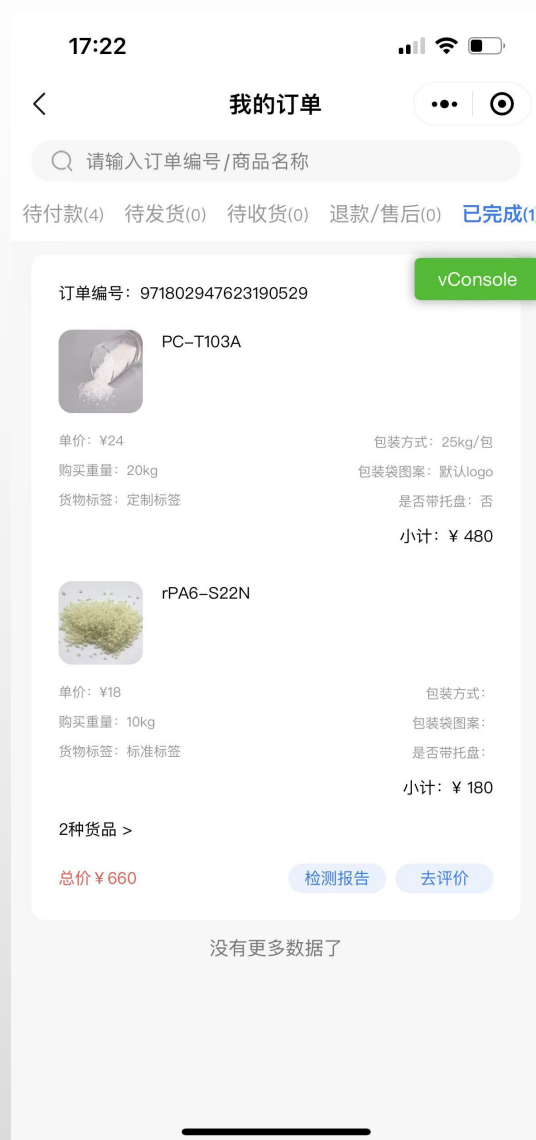 17:22
我的订单
请输入订单编号/商品名称
待付款(4) 待发货(0) 待收货(0) 退款/售后(0) 已完成(1
vConsole
订单编号：971802947623190529
PC-T103A
单价：¥24 包装方式：25kg/包
购买重量：20kg 包装袋图案：默认logo
货物标签：定制标签 是否带托盘：否
小计：¥ 480
rPA6-S22N
单价：¥18 包装方式：
购买重量：10kg 包装袋图案：
货物标签：标准标签 是否带托盘：
小计：¥ 180
2种货品 >
总价 ¥ 660 检测报告 去评价
没有更多数据了